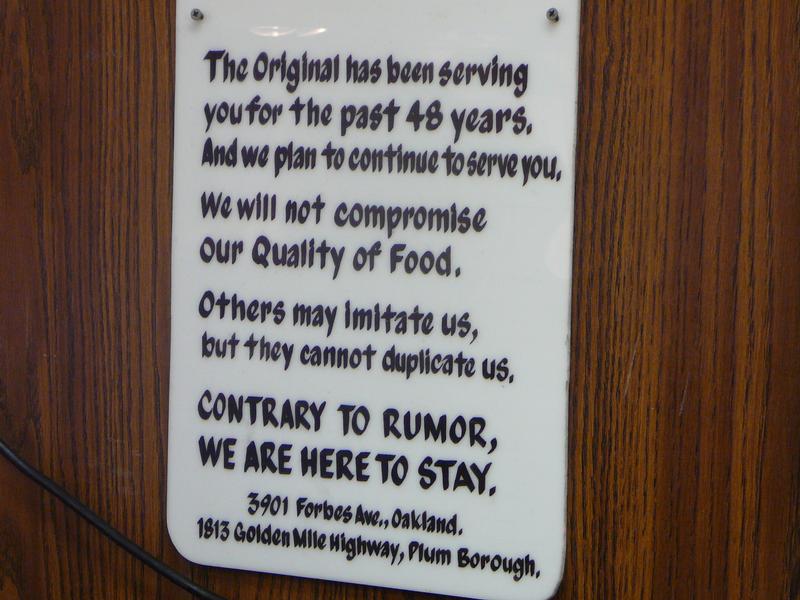 The Original has been serving
you for the past 48 years.
And we plan to continue to serve you.
We will not compromise
our Quality of Food.
Others may imitate us,
but they cannot duplicate us.
CONTRARY TO RUMOR,
WE ARE HERE TO STAY.
3901 Forbes Ave., Oakland.
1813 Golden Mile Highway, Plum Borough.